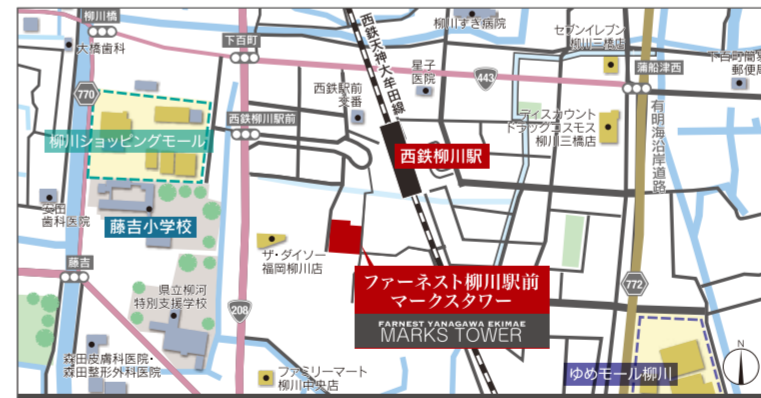 柳川橋
大橋歯科
下百町
西鉄天神大牟田線
柳川すぎ病院
セブンイレブン
柳川三橋店
下百町簡易
郵便局
蒲船津西
星子
医院
443
770
西鉄駅前
交番
ディスカウント
ドラッグコスモス
柳川三橋店
有明海沿岸道路
西鉄柳川駅前
柳川ショッピングモール
西鉄柳川駅
安田
歯科医院
藤吉小学校
藤吉
ザ・ダイソー
福岡柳川店
県立柳河
特別支援学校
208
ファーネスト柳川駅前
マークスタワー
FARNEST YANAGAWA EKIMAE
MARKS TOWER
772
森田皮膚科医院・
森田整形外科医院
ファミリーマート
柳川中央店
ゆめモール柳川
N